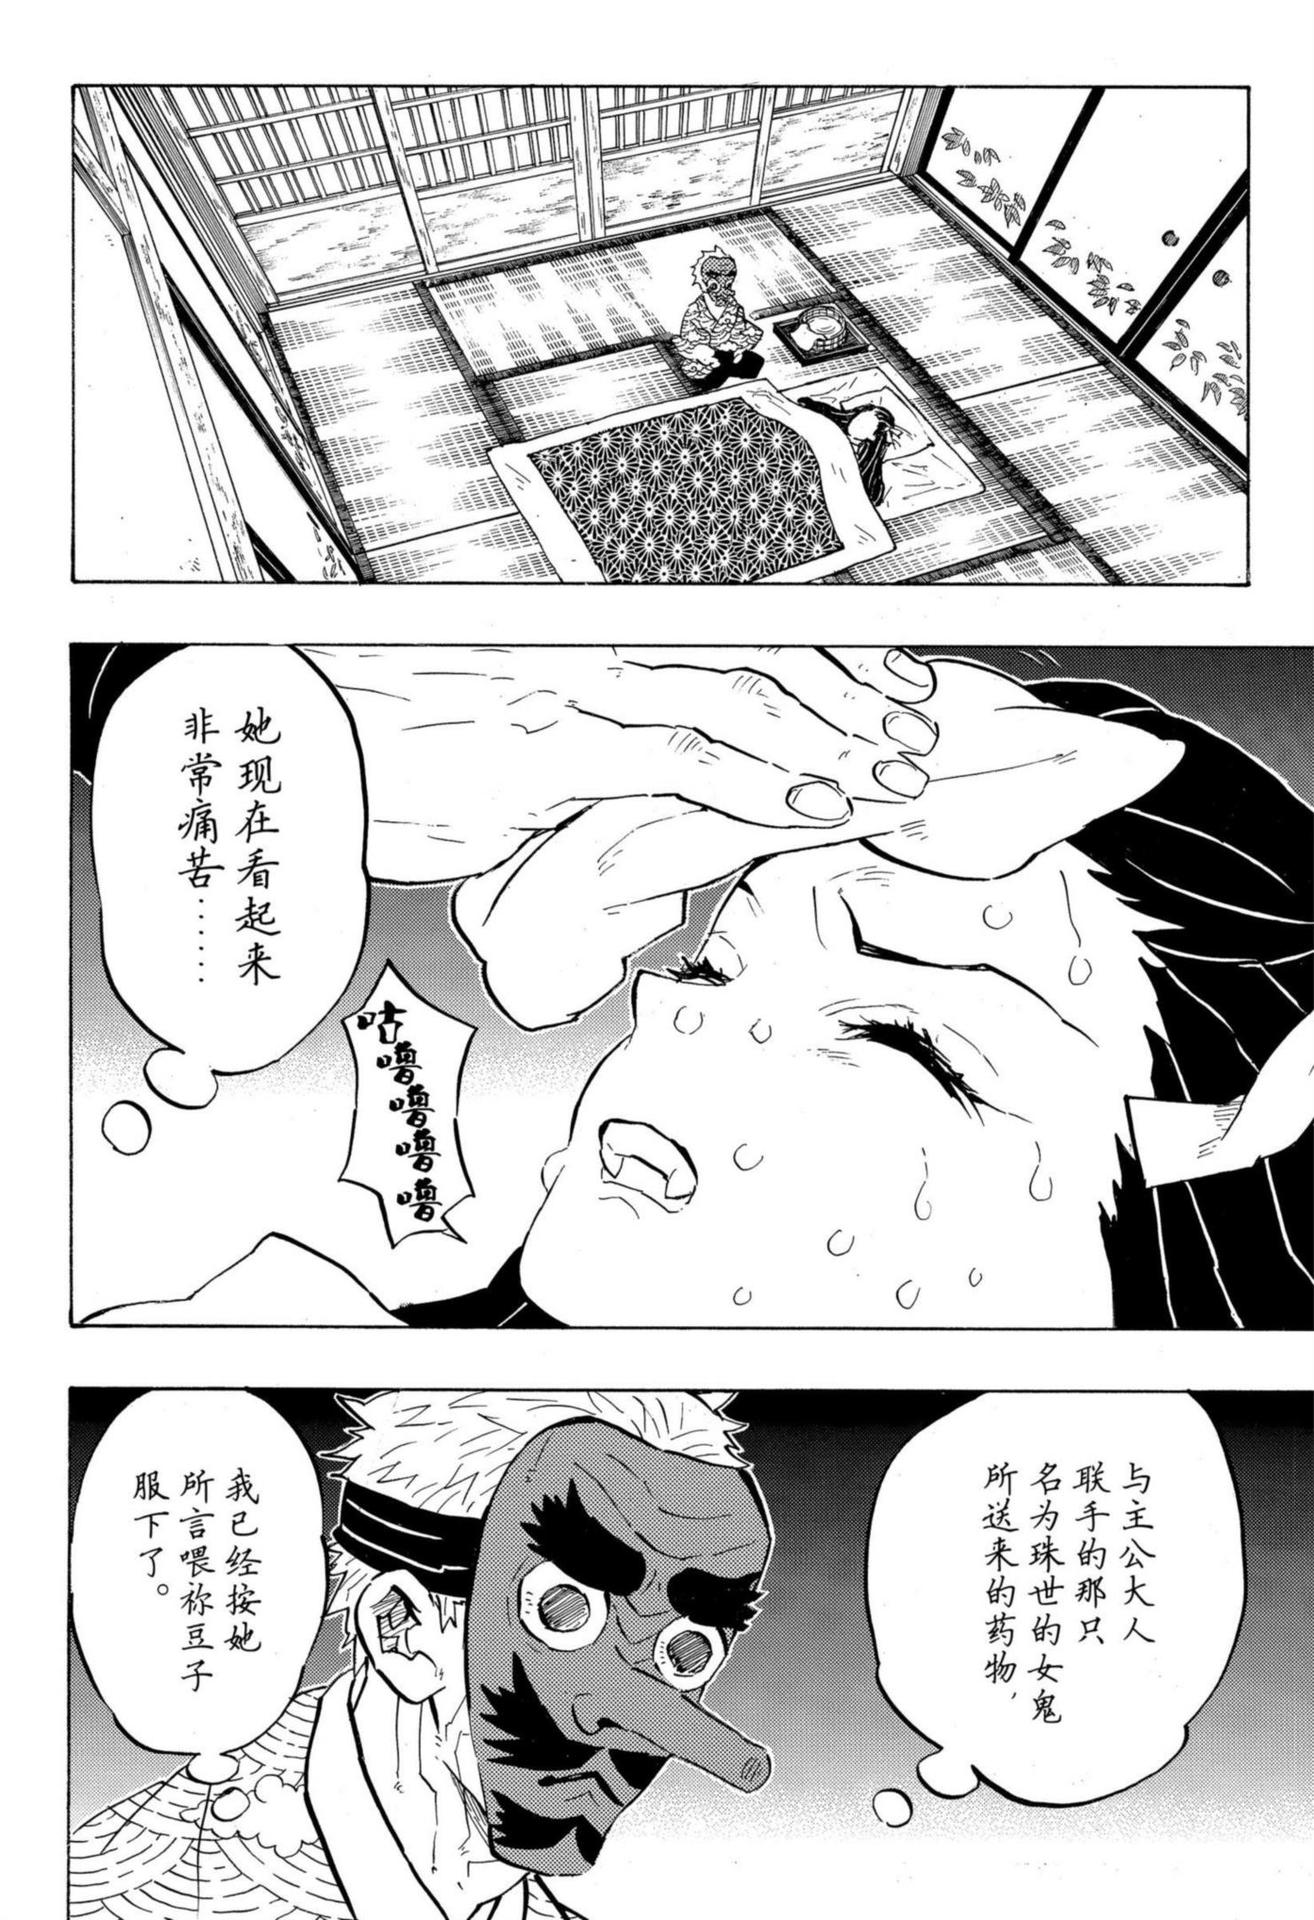 她现在看起来
非常痛苦……
咕噜噜噜噜
与主公大人
联手的那只
名为珠世的女鬼
所送来的药物，
我已经按她
所言喂祢豆子
服下了。